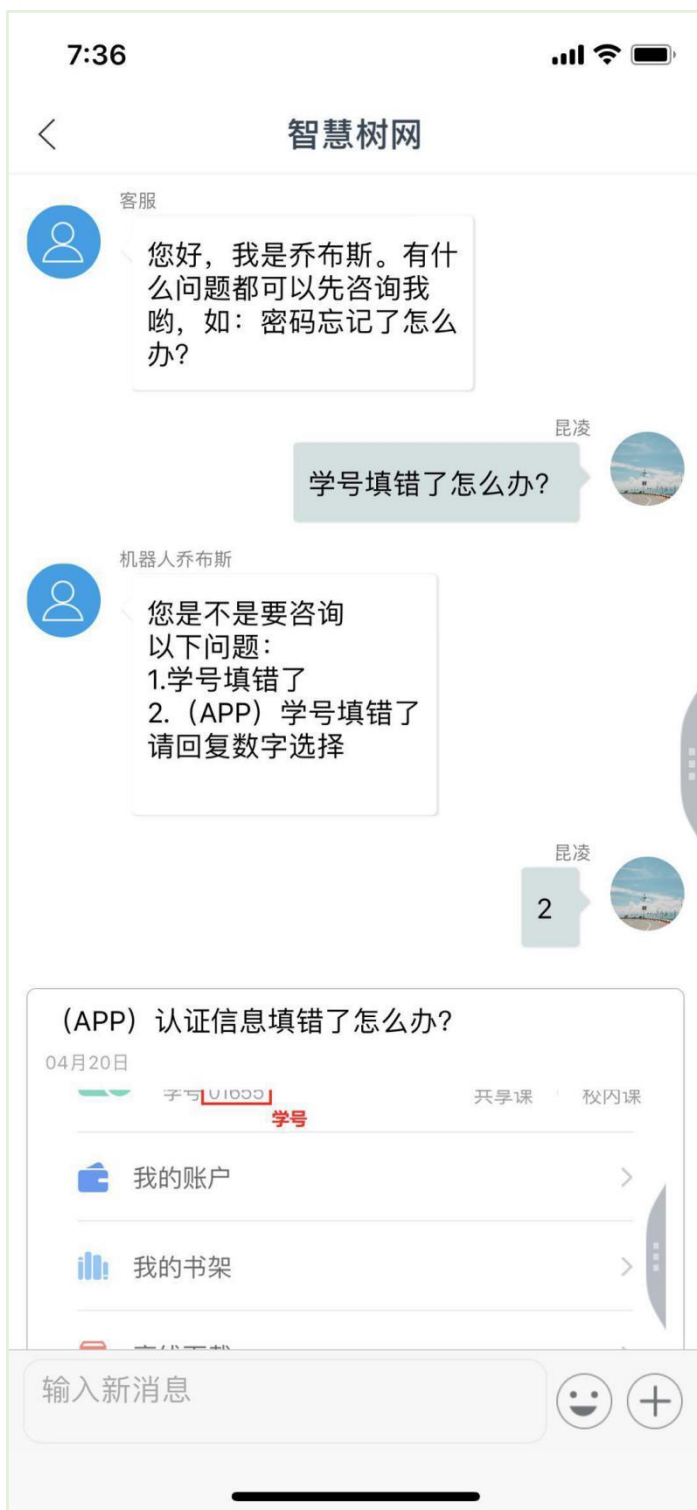 7:36
智慧树网
客服
您好，我是乔布斯。有什
么问题都可以先咨询我
哟，如：密码忘记了怎么
办?
昆凌
学号填错了怎么办?
机器人乔布斯
您是不是要咨询
以下问题：
1.学号填错了
2.（APP）学号填错了
请回复数字选择
昆凌
2
（APP）认证信息填错了怎么办?
04月20日
学号 01655 共享课 校内课
学号
我的账户
我的书架
输入新消息